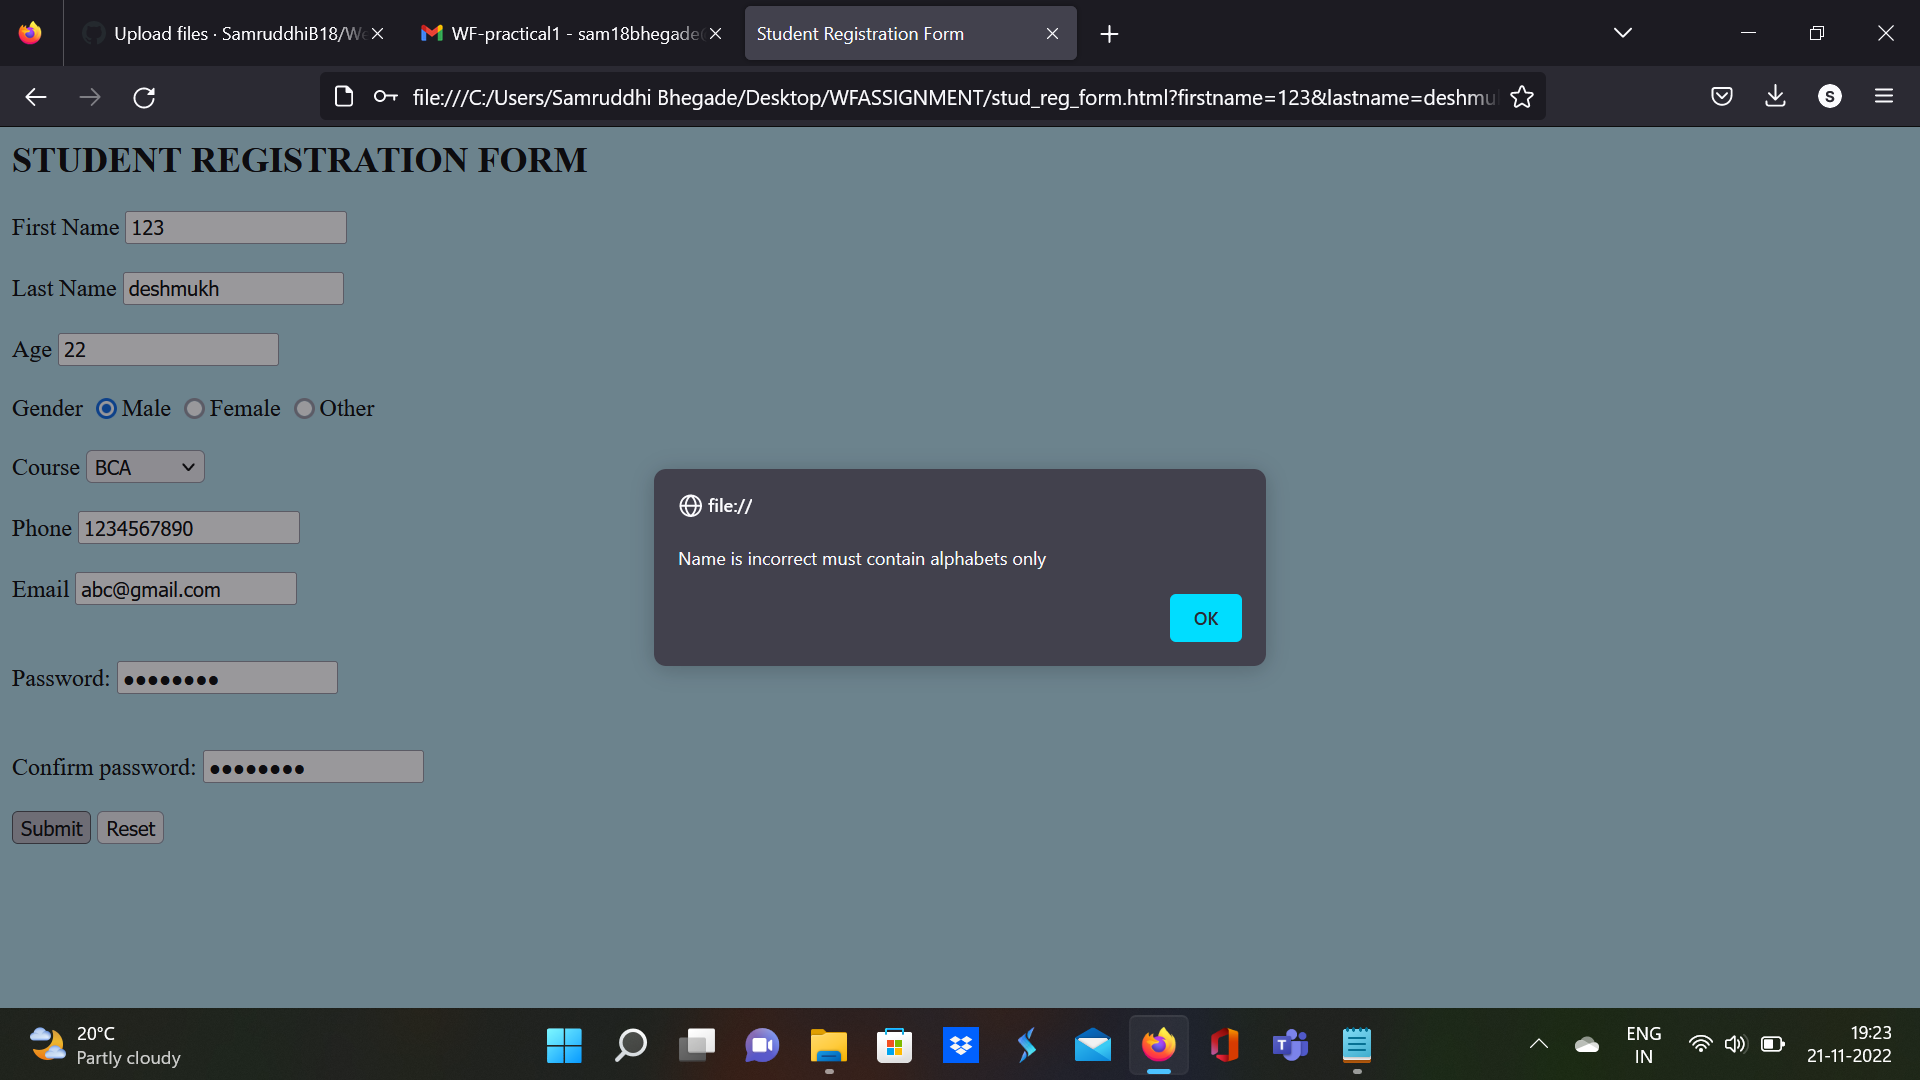 Upload files · SamruddhiB18/We
WF-practical1 - sam18bhegade@
Student Registration Form
S
file:///C:/Users/Samruddhi Bhegade/Desktop/WFASSIGNMENT/stud_reg_form.html?firstname=123&lastname=deshmu
STUDENT REGISTRATION FORM
First Name 123
Last Name deshmukh
Age 22
Gender Male Female Other
Course BCA
Phone 1234567890
Email abc@gmail.com
Password: ●●●●●●●●
Confirm password: ●●●●●●●●
Submit Reset
file://
Name is incorrect must contain alphabets only
OK
20°C
Partly cloudy
ENG
IN
19:23
21-11-2022